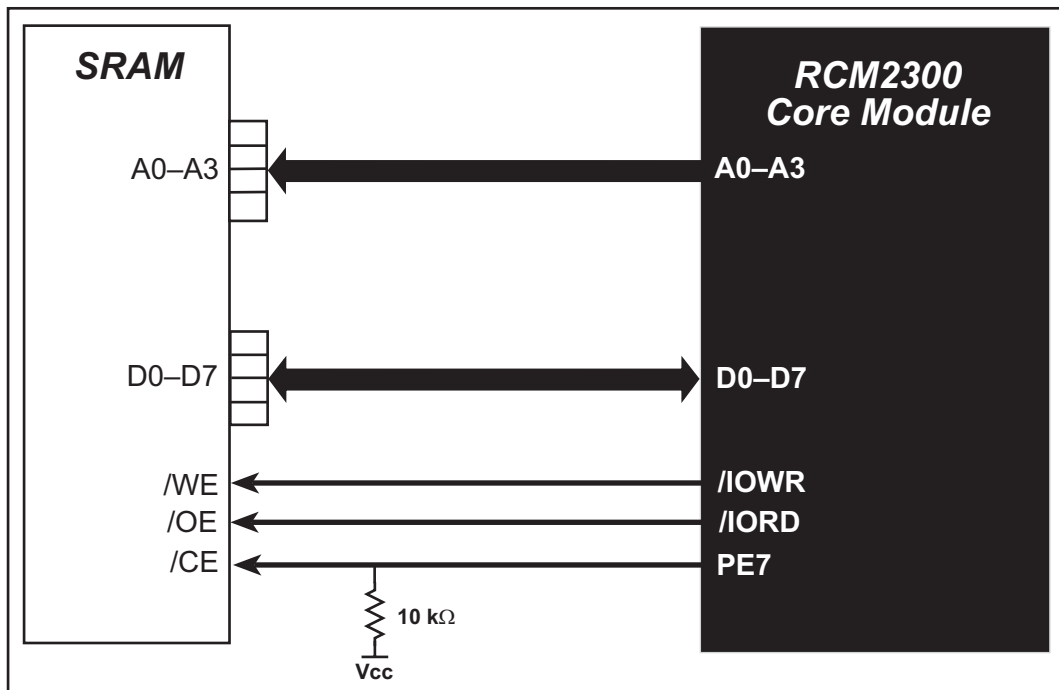 SRAM
RCM2300
Core Module
A0–A3
A0–A3
D0–D7
D0–D7
/WE
/IOWR
/OE
/IORD
/CE
PE7
10 kΩ
Vcc